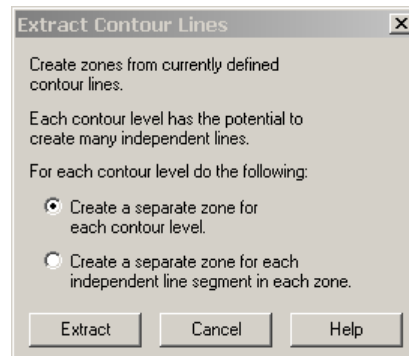 Extract Contour Lines
Create zones from currently defined
contour lines.
Each contour level has the potential to
create many independent lines.
For each contour level do the following:
Create a separate zone for
each contour level.
Create a separate zone for each
independent line segment in each zone.
Extract
Cancel
Help